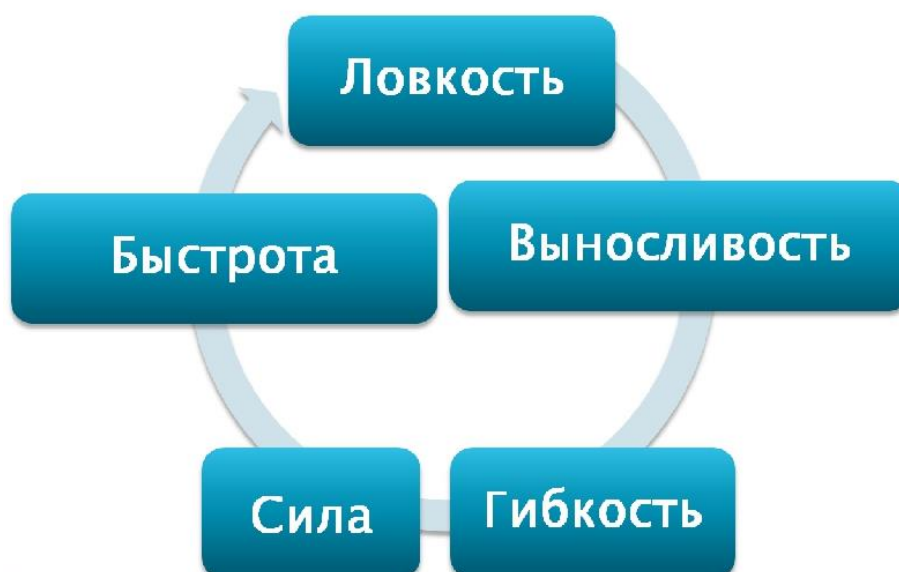 Ловкость
Быстрота
Выносливость
Сила
Гибкость